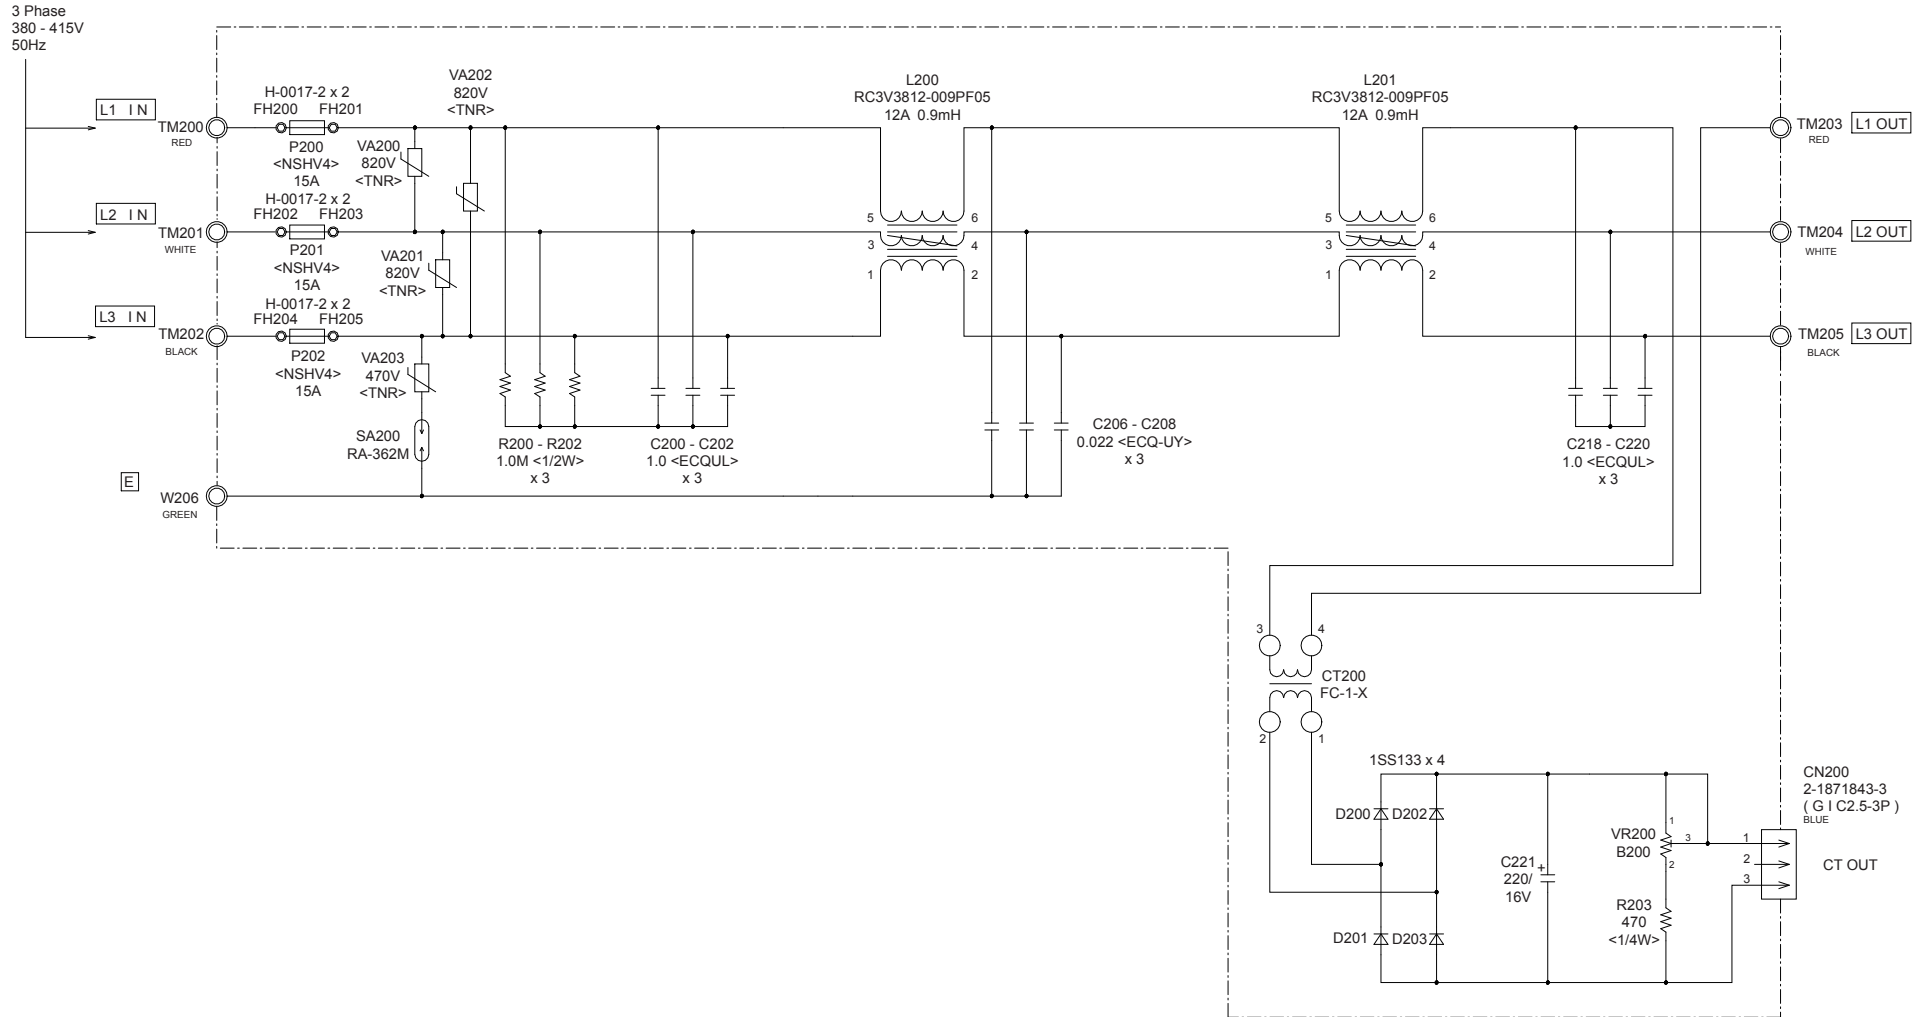 3 Phase
380 - 415V
50Hz
L1 IN
TM200
RED
H-0017-2 x 2
FH200 FH201
P200
<NSHV4>
15A
VA200
820V
<TNR>
VA202
820V
<TNR>
L200
RC3V3812-009PF05
12A 0.9mH
5 6
3 4
1 2
L201
RC3V3812-009PF05
12A 0.9mH
5 6
3 4
1 2
TM203
RED
L1 OUT
L2 IN
TM201
WHITE
H-0017-2 x 2
FH202 FH203
P201
<NSHV4>
15A
VA201
820V
<TNR>
TM204
WHITE
L2 OUT
L3 IN
TM202
BLACK
H-0017-2 x 2
FH204 FH205
P202
<NSHV4>
15A
VA203
470V
<TNR>
SA200
RA-362M
R200 - R202
1.0M <1/2W>
x 3
C200 - C202
1.0 <ECQUL>
x 3
C206 - C208
0.022 <ECQ-UY>
x 3
C218 - C220
1.0 <ECQUL>
x 3
TM205
BLACK
L3 OUT
E
W206
GREEN
3 4
CT200
FC-1-X
2 1
1SS133 x 4
D200 D202
D201 D203
C221
+
220/
16V
VR200
B200
1
3
2
R203
470
<1/4W>
CN200
2-1871843-3
( G I C2.5-3P )
BLUE
1
2
3
CT OUT